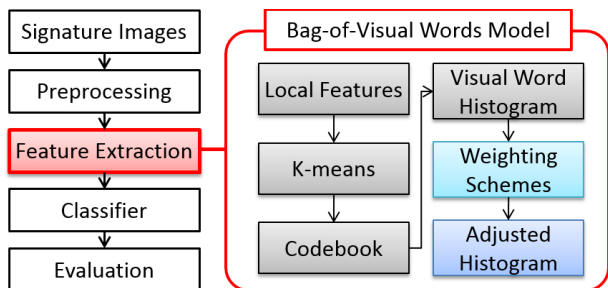 Signature Images
Preprocessing
Feature Extraction
Classifier
Evaluation
Bag-of-Visual Words Model
Local Features
K-means
Codebook
Visual Word
Histogram
Weighting
Schemes
Adjusted
Histogram